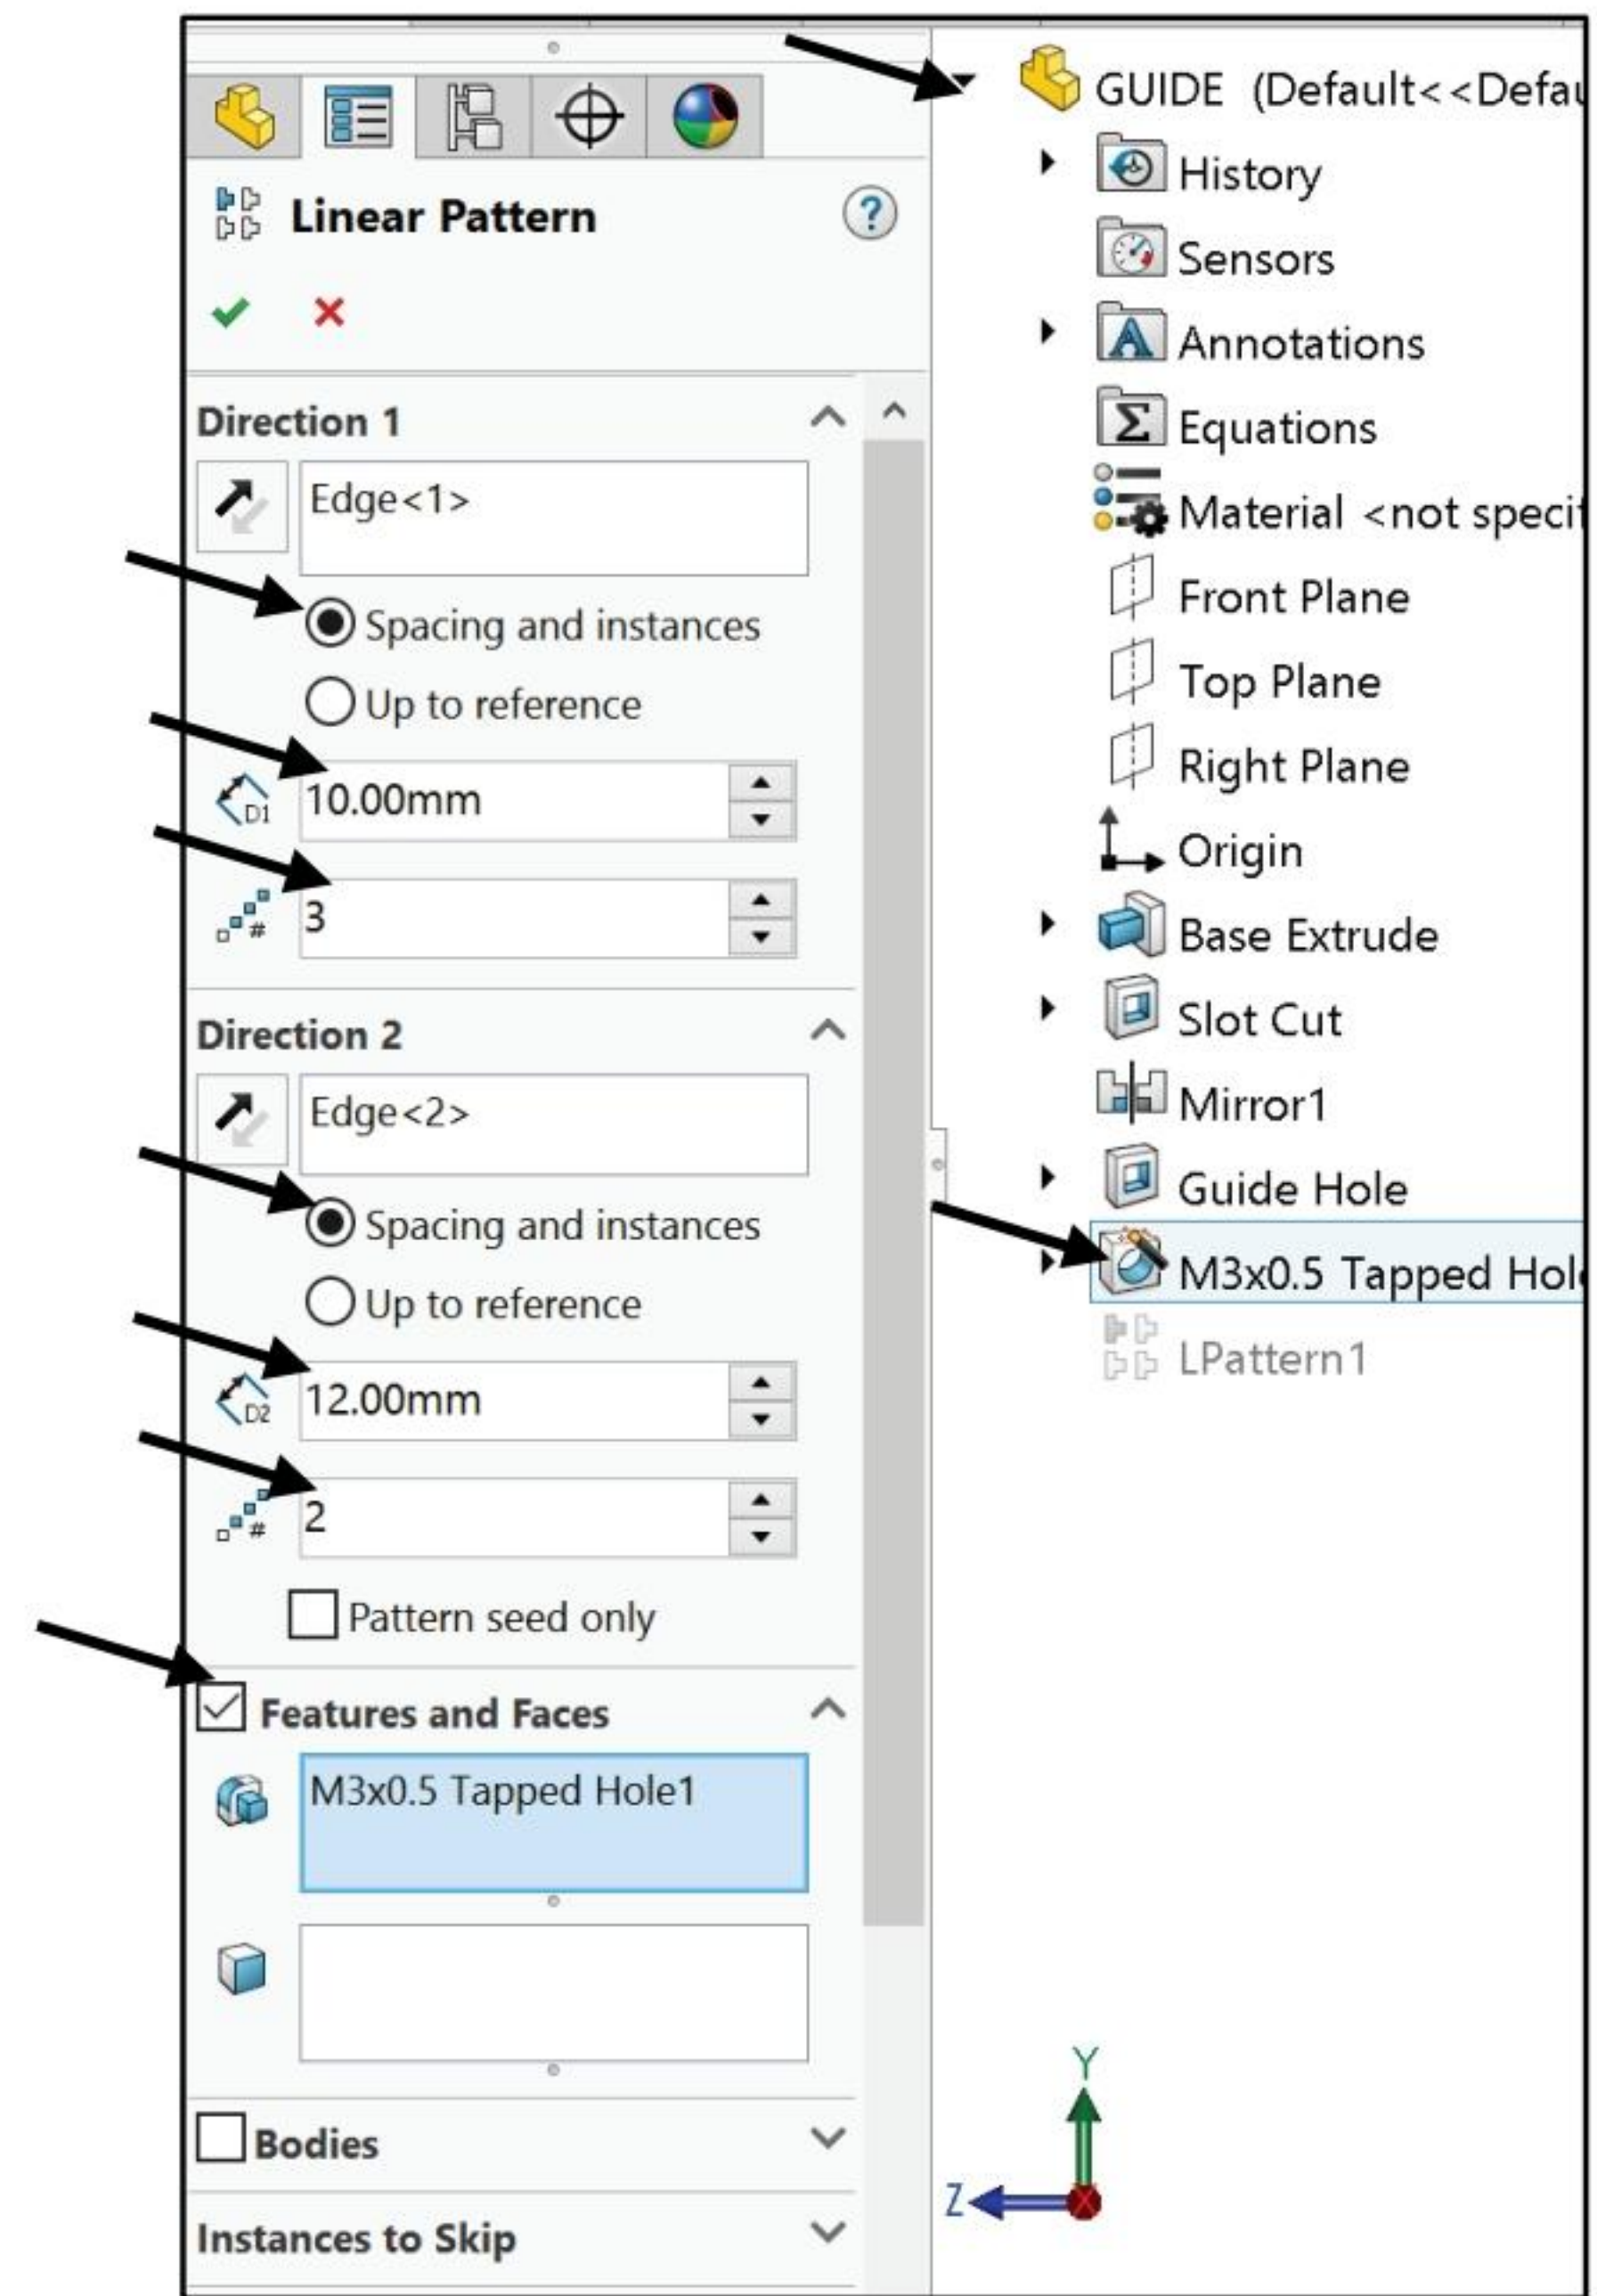 Linear Pattern
?
Direction 1
Edge<1>
Spacing and instances
Up to reference
D1
10.00mm
#
3
Direction 2
Edge<2>
Spacing and instances
Up to reference
D2
12.00mm
#
2
Pattern seed only
Features and Faces
M3x0.5 Tapped Hole1
Bodies
Instances to Skip
GUIDE (Default<<Defau
History
Sensors
A Annotations
Σ Equations
Material <not specif
Front Plane
Top Plane
Right Plane
Origin
Base Extrude
Slot Cut
Mirror1
Guide Hole
M3x0.5 Tapped Hole
LPattern1
Y
Z